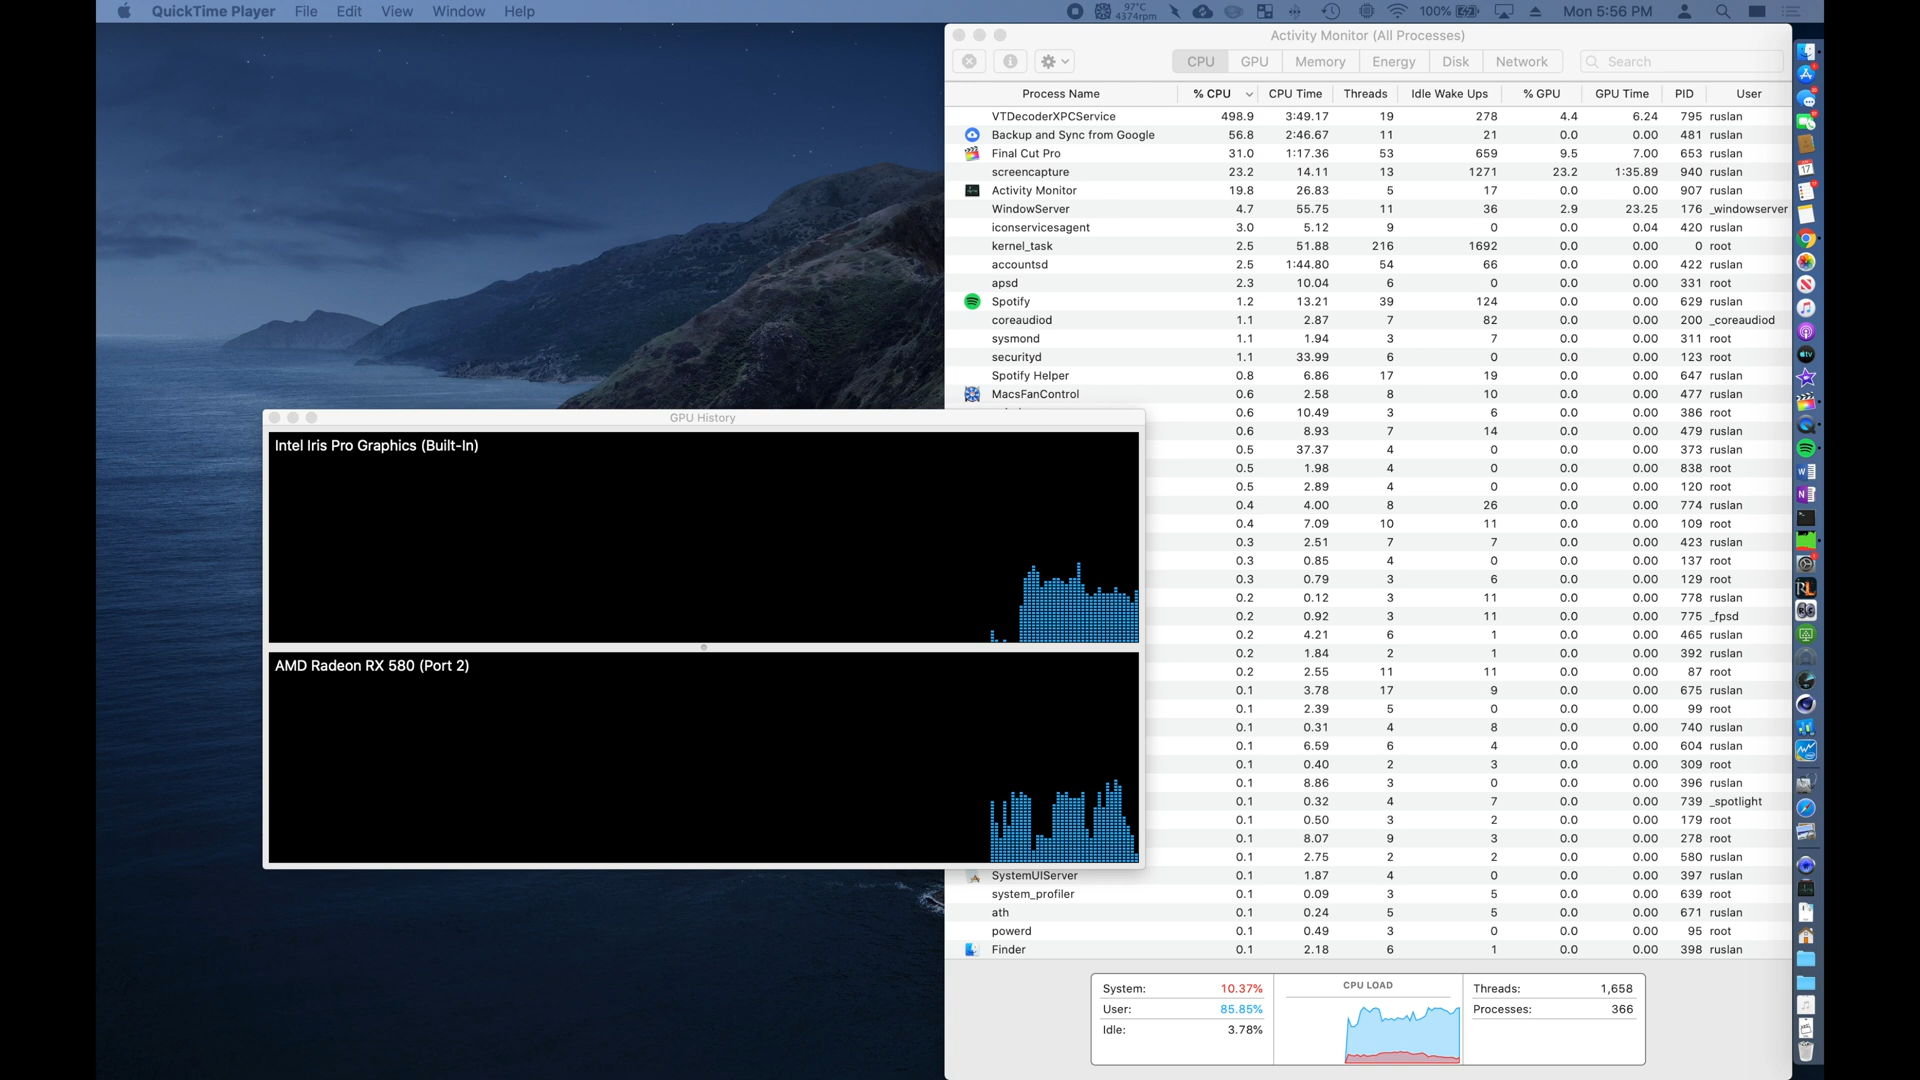 QuickTime Player File Edit View Window Help 97°C 4374rpm 100% Mon 5:56 PM
Activity Monitor (All Processes)
CPU GPU Memory Energy Disk Network Search
Process Name % CPU CPU Time Threads Idle Wake Ups % GPU GPU Time PID User
VTDecoderXPCService 498.9 3:49.17 19 278 4.4 6.24 795 ruslan
Backup and Sync from Google 56.8 2:46.67 11 21 0.0 0.00 481 ruslan
Final Cut Pro 31.0 1:17.36 53 659 9.5 7.00 653 ruslan
screencapture 23.2 14.11 13 1271 23.2 1:35.89 940 ruslan
Activity Monitor 19.8 26.83 5 17 0.0 0.00 907 ruslan
WindowServer 4.7 55.75 11 36 2.9 23.25 176 _windowserver
iconservicesagent 3.0 5.12 9 0 0.0 0.04 420 ruslan
kernel_task 2.5 51.88 216 1692 0.0 0.00 0 root
accountsd 2.5 1:44.80 54 66 0.0 0.00 422 ruslan
apsd 2.3 10.04 6 0 0.0 0.00 331 root
Spotify 1.2 13.21 39 124 0.0 0.00 629 ruslan
coreaudiod 1.1 2.87 7 82 0.0 0.00 200 _coreaudiod
sysmond 1.1 1.94 3 7 0.0 0.00 311 root
securityd 1.1 33.99 6 0 0.0 0.00 123 root
Spotify Helper 0.8 6.86 17 19 0.0 0.00 647 ruslan
MacsFanControl 0.6 2.58 8 10 0.0 0.00 477 ruslan
0.6 10.49 3 6 0.0 0.00 386 root
0.6 8.93 7 14 0.0 0.00 479 ruslan
0.5 37.37 4 0 0.0 0.00 373 ruslan
0.5 1.98 4 0 0.0 0.00 838 root
0.5 2.89 4 0 0.0 0.00 120 root
0.4 4.00 8 26 0.0 0.00 774 ruslan
0.4 7.09 10 11 0.0 0.00 109 root
0.3 2.51 7 7 0.0 0.00 423 ruslan
0.3 0.85 4 0 0.0 0.00 137 root
0.3 0.79 3 6 0.0 0.00 129 root
0.2 0.12 3 11 0.0 0.00 778 ruslan
0.2 0.92 3 11 0.0 0.00 775 _fpsd
0.2 4.21 6 1 0.0 0.00 465 ruslan
0.2 1.84 2 1 0.0 0.00 392 ruslan
0.2 2.55 11 11 0.0 0.00 87 root
0.1 3.78 17 9 0.0 0.00 675 ruslan
0.1 2.39 5 0 0.0 0.00 99 root
0.1 0.31 4 8 0.0 0.00 740 ruslan
0.1 6.59 6 4 0.0 0.00 604 ruslan
0.1 0.40 2 3 0.0 0.00 309 root
0.1 8.86 3 0 0.0 0.00 396 ruslan
0.1 0.32 4 7 0.0 0.00 739 _spotlight
0.1 0.50 3 2 0.0 0.00 179 root
0.1 8.07 9 3 0.0 0.00 278 root
0.1 2.75 2 2 0.0 0.00 580 ruslan
SystemUIServer 0.1 1.87 4 0 0.0 0.00 397 ruslan
system_profiler 0.1 0.09 3 5 0.0 0.00 639 root
ath 0.1 0.24 5 5 0.0 0.00 671 ruslan
powerd 0.1 0.49 3 0 0.0 0.00 95 root
Finder 0.1 2.18 6 1 0.0 0.00 398 ruslan
GPU History
Intel Iris Pro Graphics (Built-In)
AMD Radeon RX 580 (Port 2)
System: 10.37% CPU LOAD Threads: 1,658
User: 85.85% Processes: 366
Idle: 3.78%